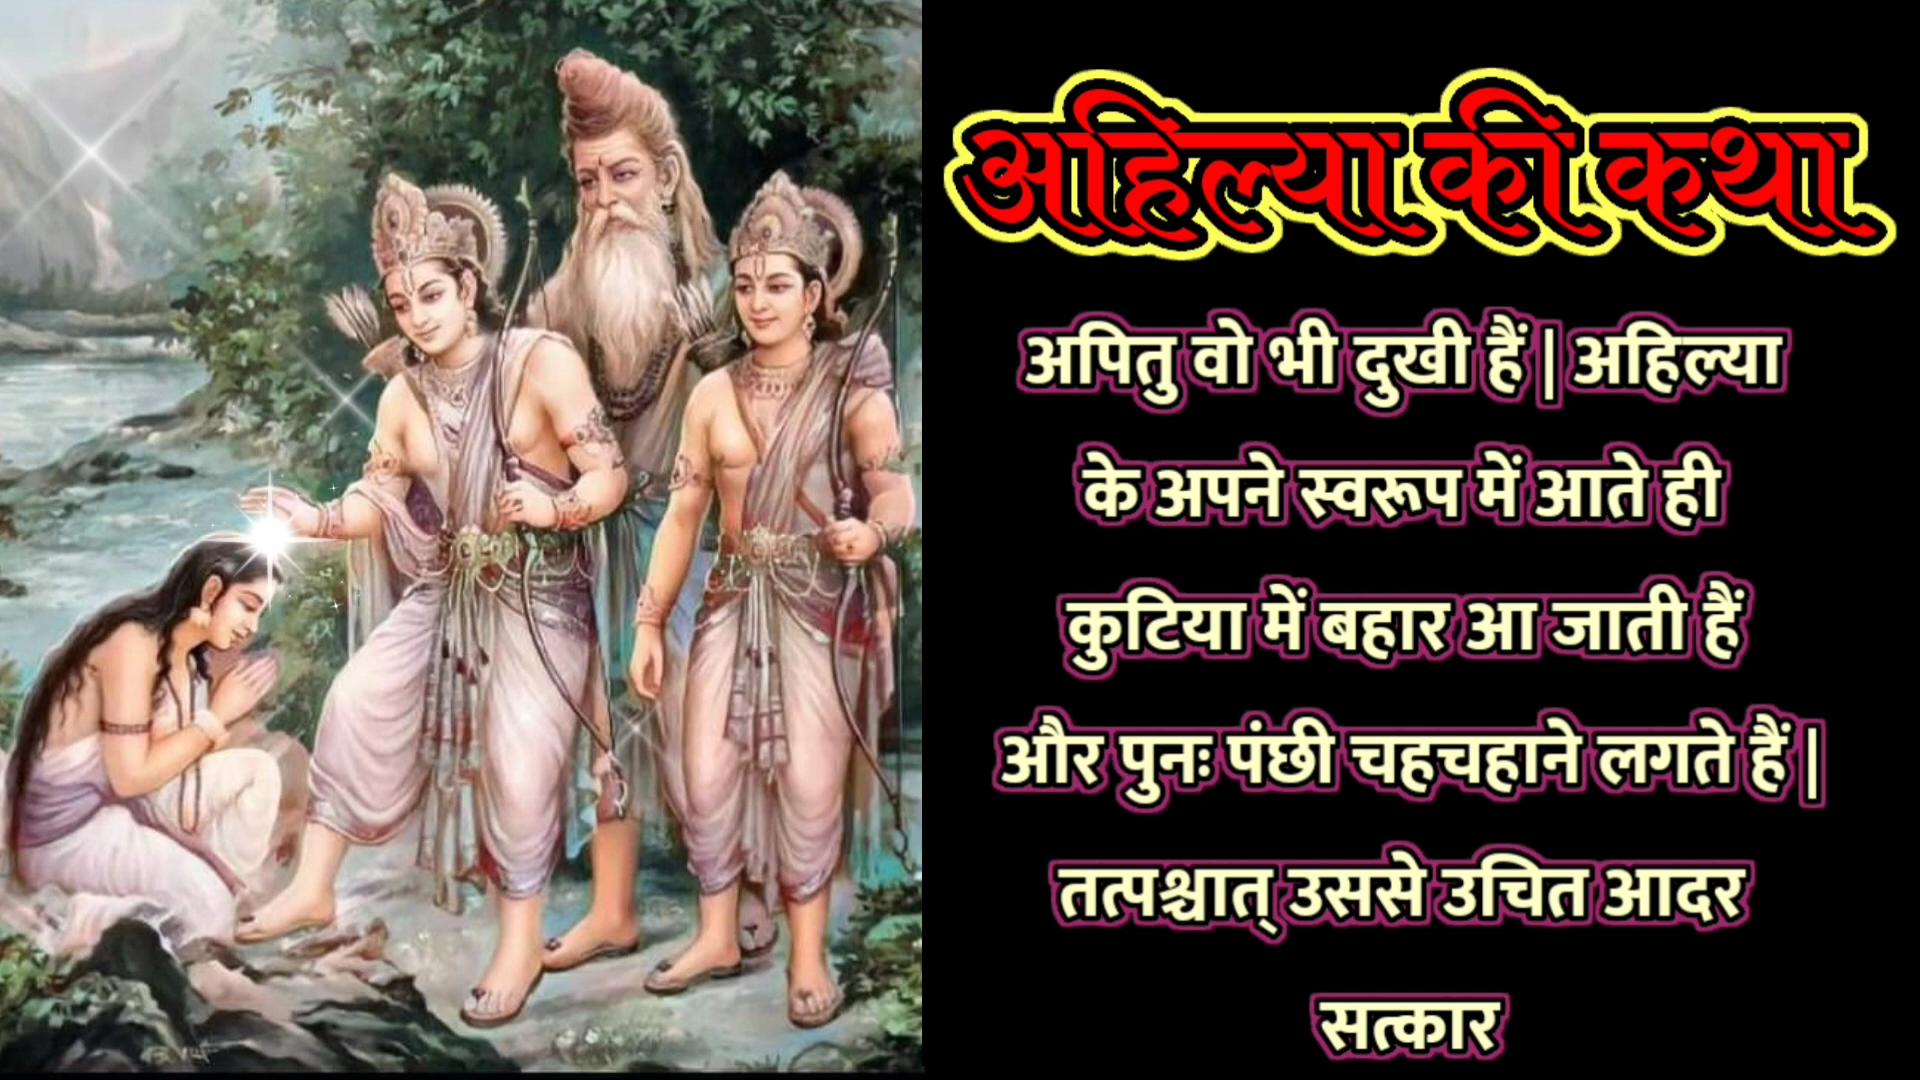 अहिल्या की कथा
अपितु वो भी दुखी हैं | अहिल्या
के अपने स्वरूप में आते ही
कुटिया में बहार आ जाती हैं
और पुनः पंछी चहचहाने लगते हैं |
तत्पश्चात् उससे उचित आदर
सत्कार